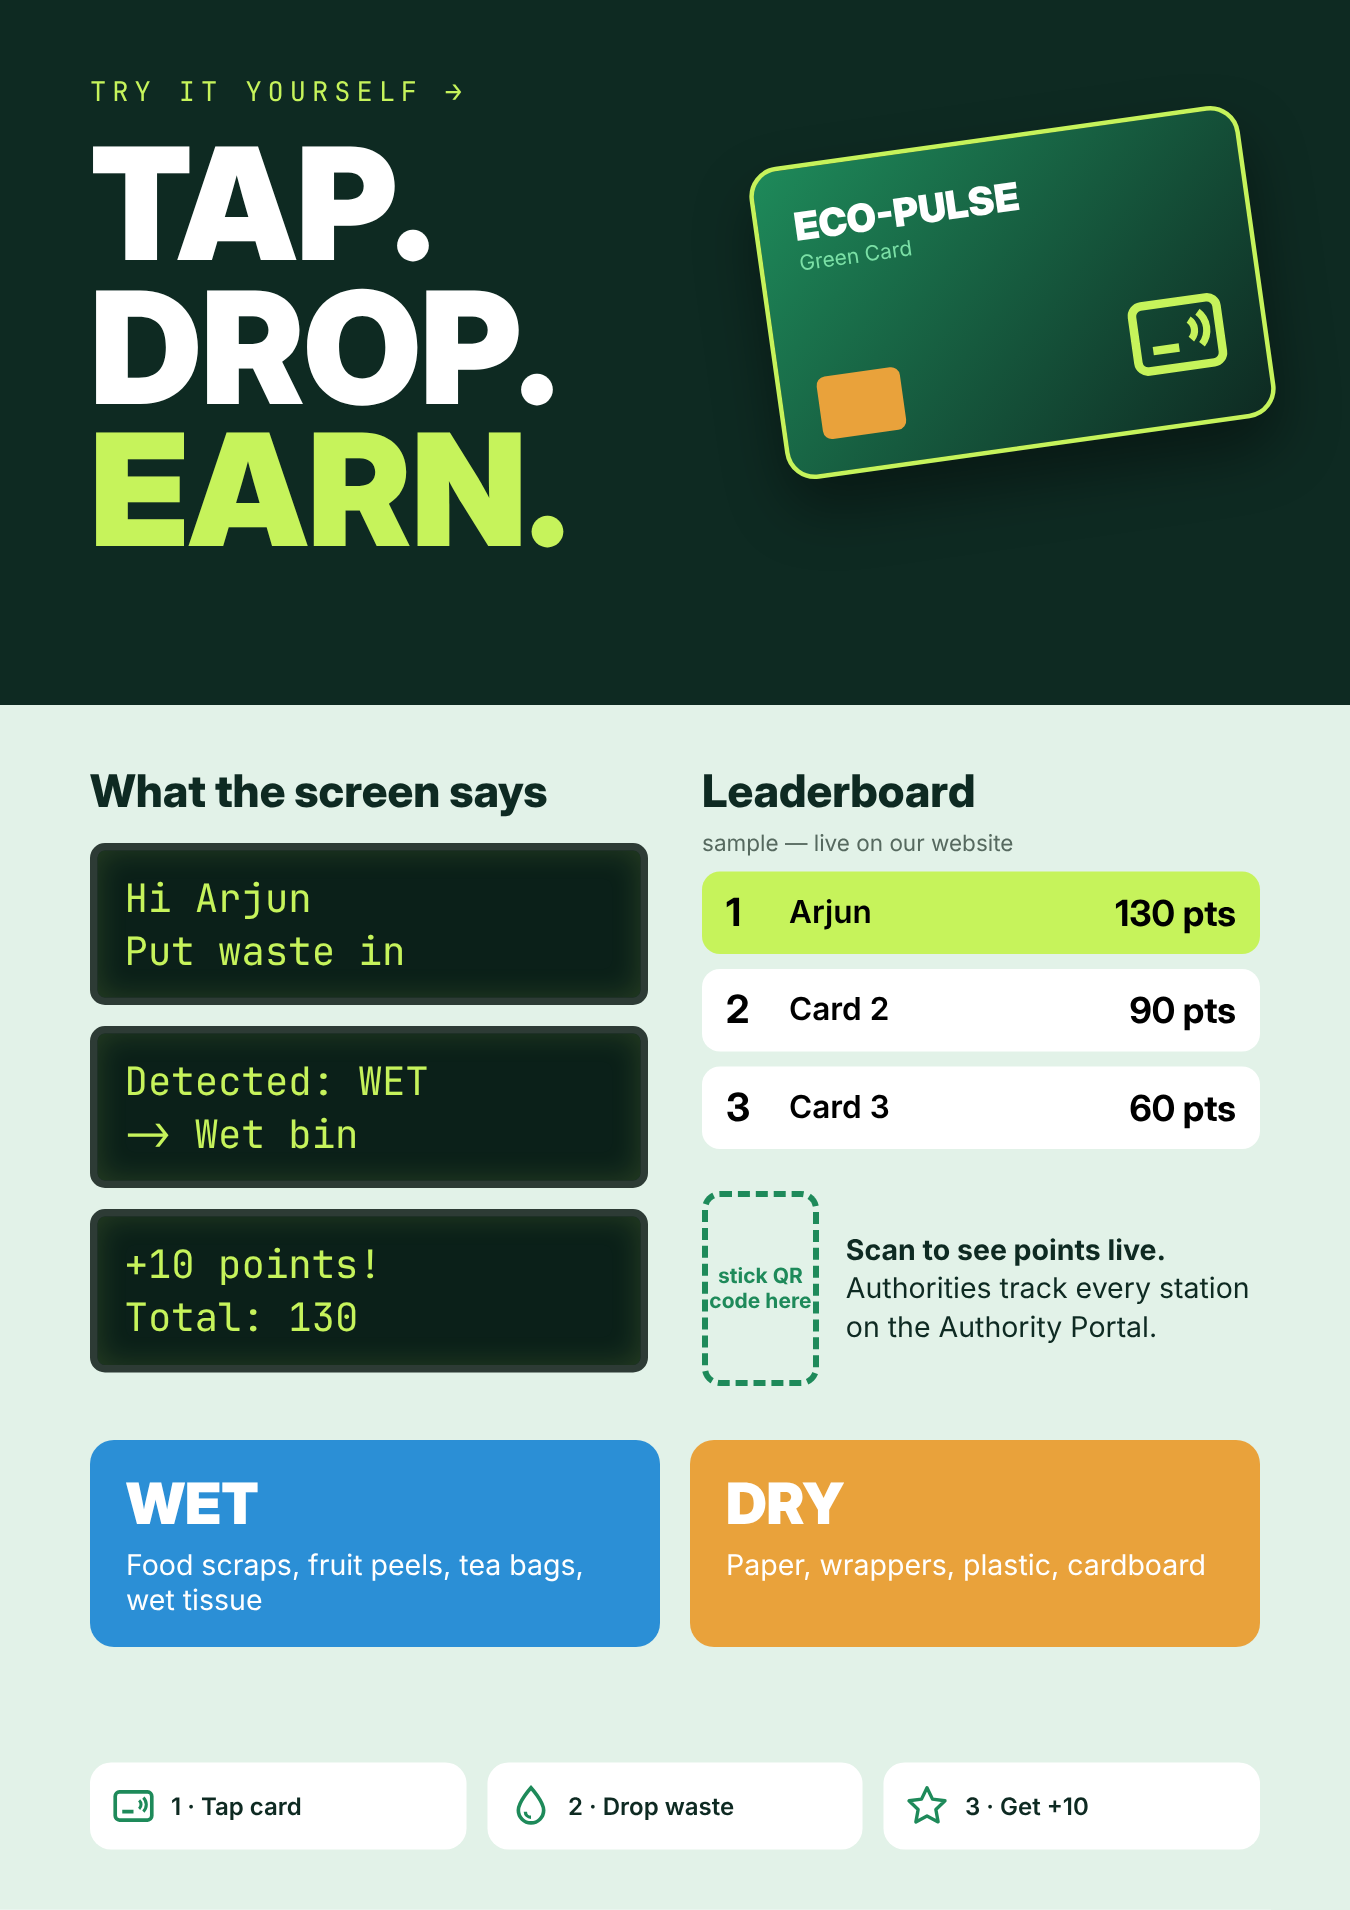 TRY IT YOURSELF →
TAP.
DROP.
EARN.
ECO-PULSE
Green Card
What the screen says
Hi Arjun
Put waste in
Detected: WET
→ Wet bin
+10 points!
Total: 130
Leaderboard
sample — live on our website
1 Arjun 130 pts
2 Card 2 90 pts
3 Card 3 60 pts
stick QR
code here
Scan to see points live.
Authorities track every station
on the Authority Portal.
WET
Food scraps, fruit peels, tea bags,
wet tissue
DRY
Paper, wrappers, plastic, cardboard
1 · Tap card
2 · Drop waste
3 · Get +10